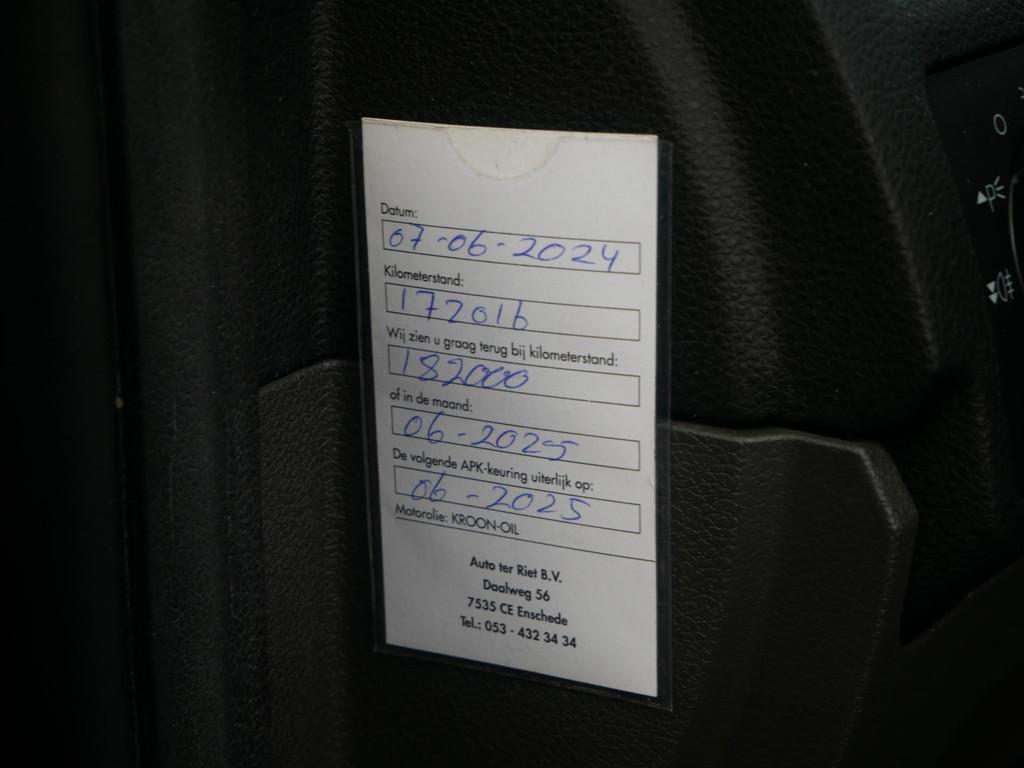 Datum:
07-06-2024
Kilometerstand:
172016
Wij zien u graag terug bij kilometerstand:
182000
of in de maand:
06-2025
De volgende APK-keuring uiterlijk op:
06-2025
Motorolie: KROON-OIL
Auto ter Riet B.V.
Daalweg 56
7535 CE Enschede
Tel.: 053 - 432 34 34